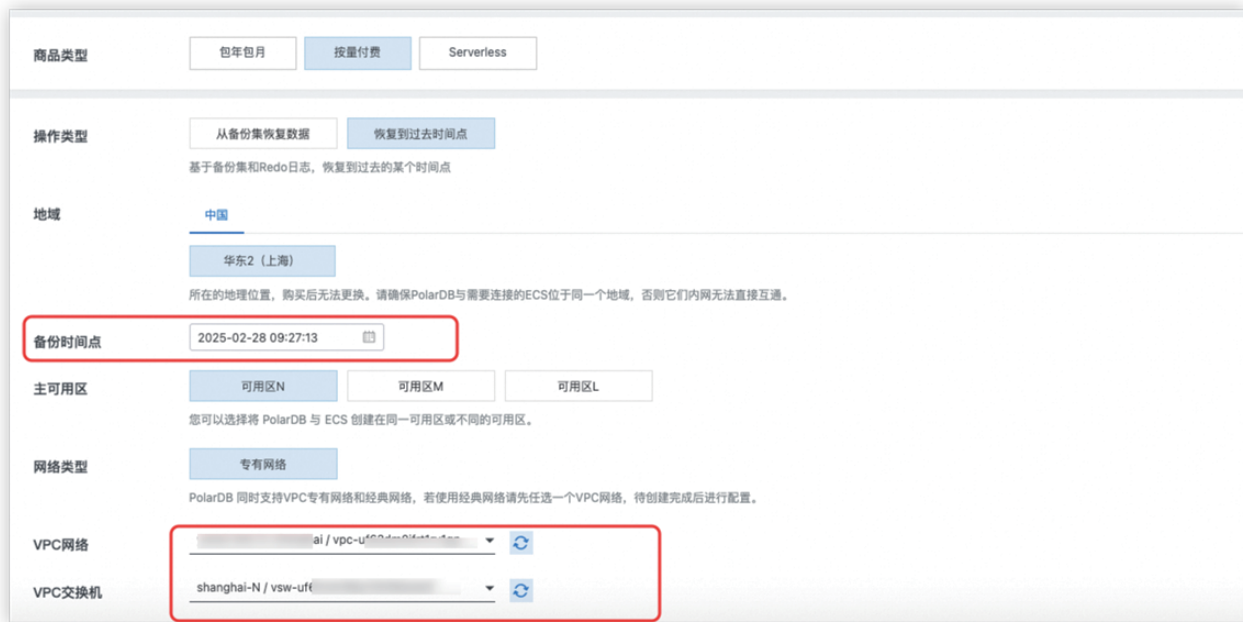 商品类型
包年包月 按量付费 Serverless
操作类型
从备份集恢复数据 恢复到过去时间点
基于备份集和Redo日志，恢复到过去的某个时间点
地域
中国
华东2（上海）
所在的地理位置，购买后无法更换。请确保PolarDB与需要连接的ECS位于同一个地域，否则它们内网无法直接互通。
备份时间点
2025-02-28 09:27:13
主可用区
可用区N 可用区M 可用区L
您可以选择将 PolarDB 与 ECS 创建在同一可用区或不同的可用区。
网络类型
专有网络
PolarDB 同时支持VPC专有网络和经典网络，若使用经典网络请先任选一个VPC网络，待创建完成后进行配置。
VPC网络
ai / vpc-
VPC交换机
shanghai-N / vsw-uf6